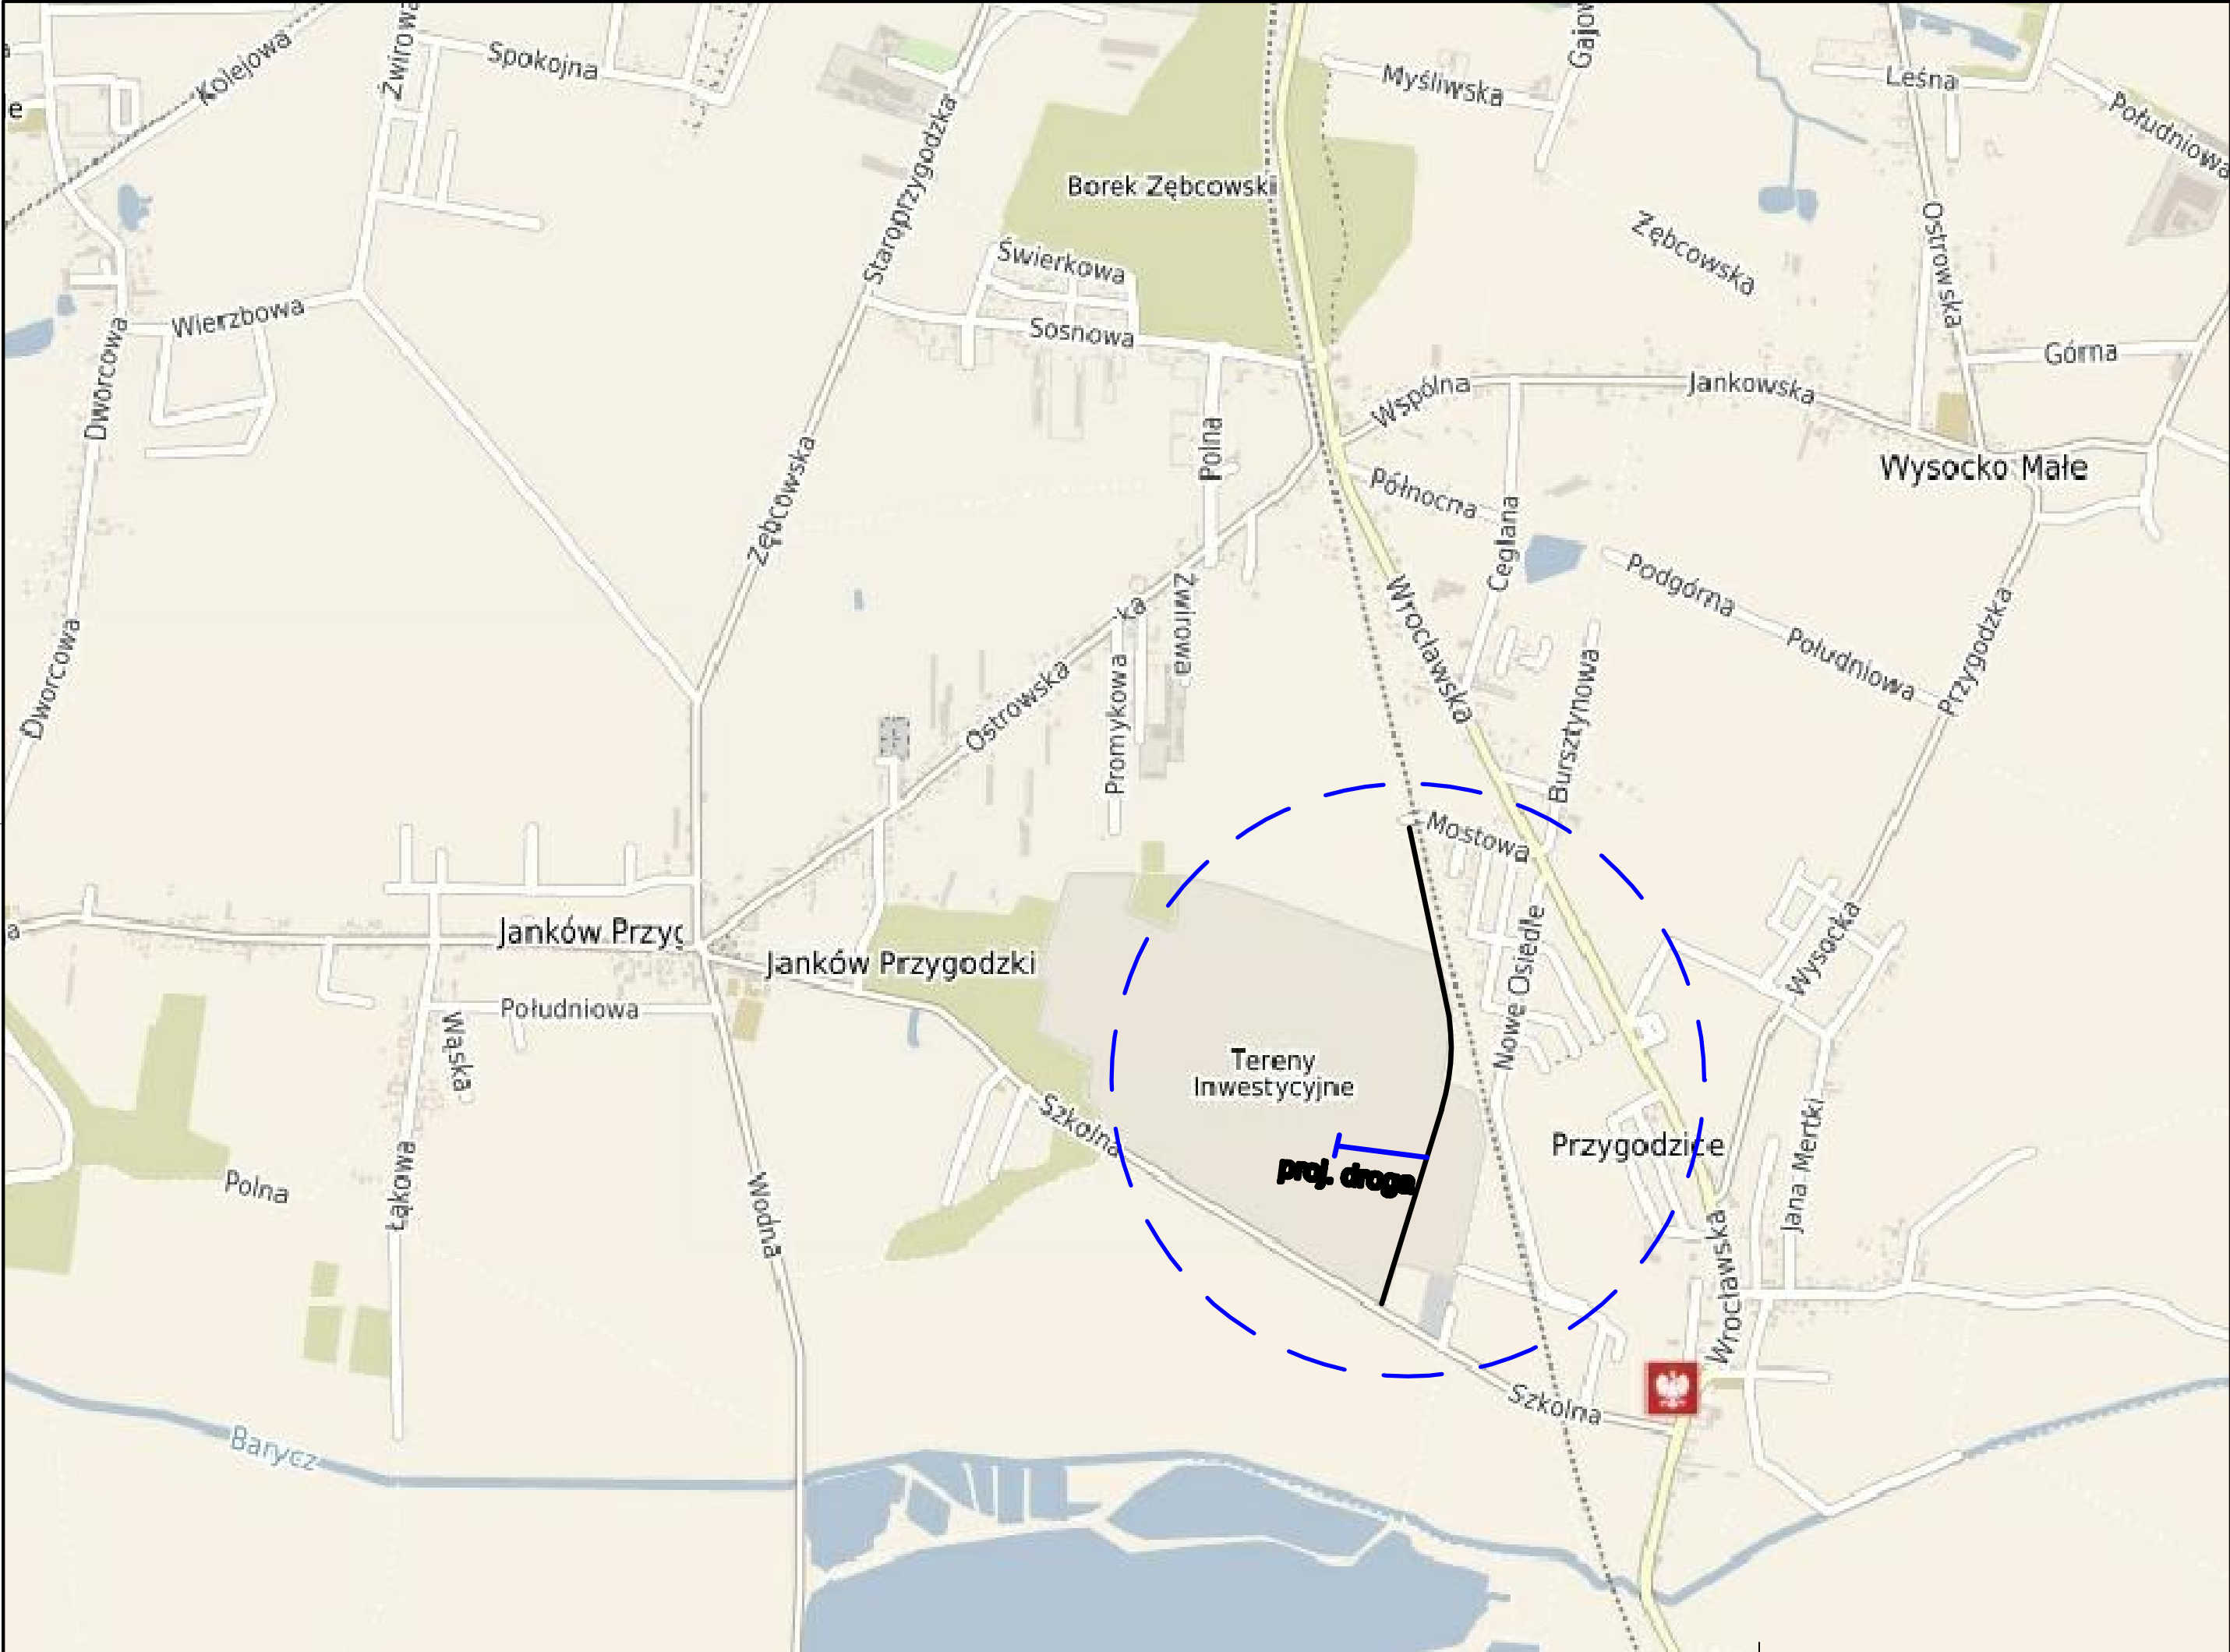 Kolejowa
Żwirowa
Spokojna
Staroprzygodzka
Myśliwska
Leśna
Południowa
Borek Zębcowski
Świerkowa
Zębcowska
Ostrowska
Wierzbowa
Sosnowa
Górna
Dworcowa
Wspólna
Jankowska
Polna
Zębcowska
Północna
Wysocko Małe
Ceglana
Podgórna
Wrocławska
Żwirowa
Południowa
Przygodzka
Dworcowa
Ostrowska
ka
Promykowa
Bursztynowa
Mostowa
Janków Przyg
Janków Przygodzki
Wysocka
Nowe Osiedle
Południowa
Wąska
Tereny
Inwestycyjne
Szkolna
Przygodzice
proj. droga
Jana Mertki
Polna
Łąkowa
Wodna
Wrocławska
Szkolna
Barycz